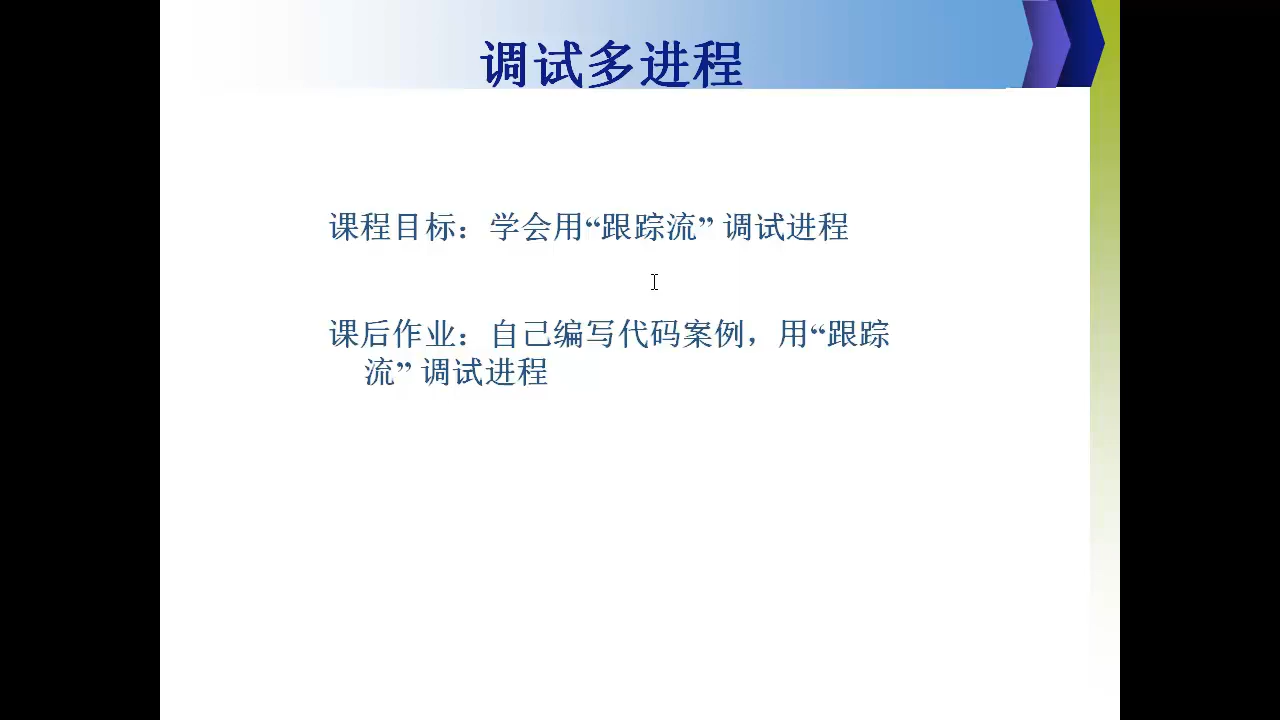 调试多进程
课程目标：学会用“跟踪流” 调试进程
课后作业：自己编写代码案例，用“跟踪
流” 调试进程